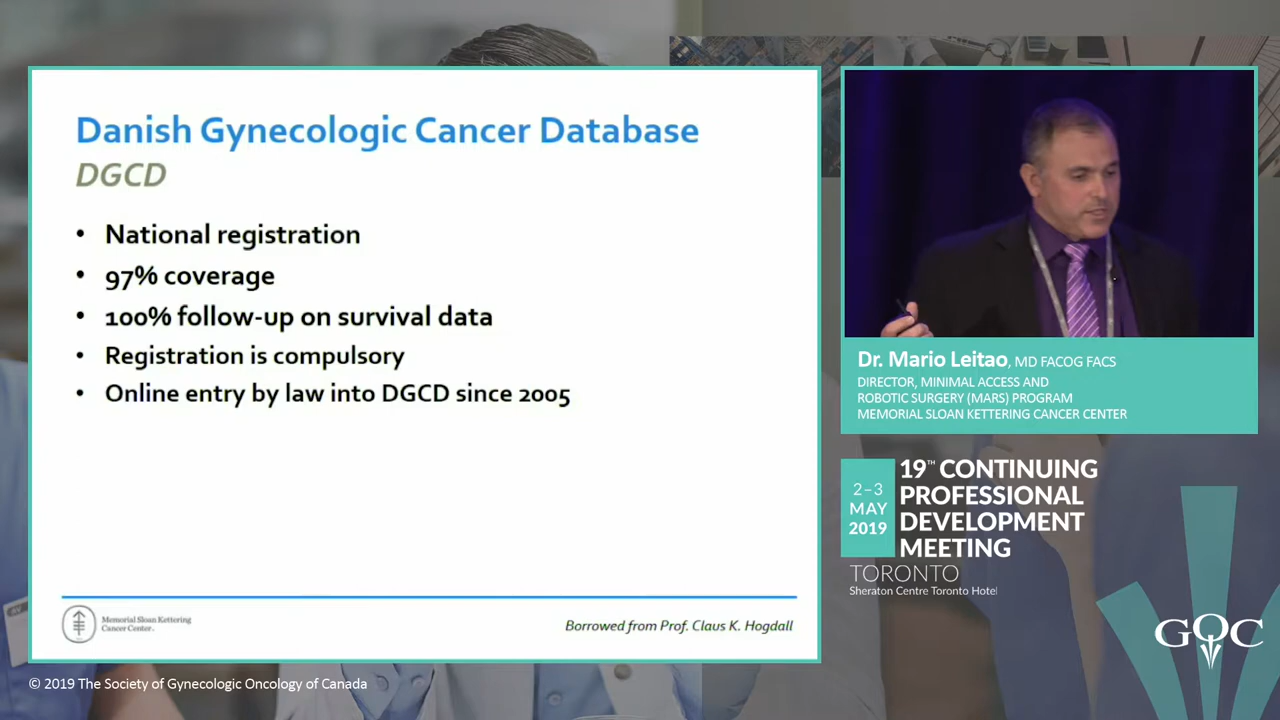 Danish Gynecologic Cancer Database
DGCD
• National registration
• 97% coverage
• 100% follow-up on survival data
• Registration is compulsory
• Online entry by law into DGCD since 2005
Memorial Sloan Kettering
Cancer Center
Borrowed from Prof. Claus K. Hogdall
Dr. Mario Leitao, MD FACOG FACS
DIRECTOR, MINIMAL ACCESS AND
ROBOTIC SURGERY (MARS) PROGRAM
MEMORIAL SLOAN KETTERING CANCER CENTER
2–3
MAY
2019
19™ CONTINUING
PROFESSIONAL
DEVELOPMENT
MEETING
TORONTO
Sheraton Centre Toronto Hotel
GOC
© 2019 The Society of Gynecologic Oncology of Canada